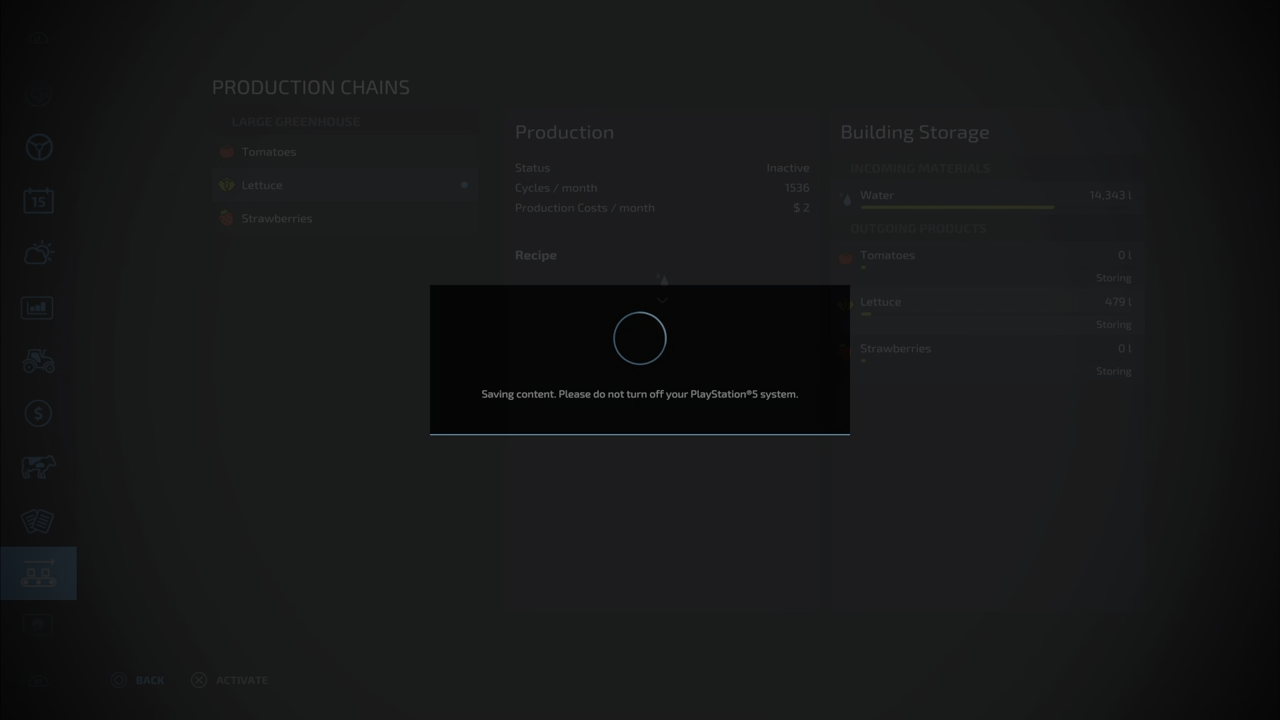 PRODUCTION CHAINS
LARGE GREENHOUSE
Tomatoes
Lettuce
Strawberries
Production
Status Inactive
Cycles / month 1536
Production Costs / month $ 2
Recipe
Building Storage
INCOMING MATERIALS
Water 14,343 l
OUTGOING PRODUCTS
Tomatoes 0 l
Storing
Lettuce 479 l
Storing
Strawberries 0 l
Storing
Saving content. Please do not turn off your PlayStation®5 system.
15
$
BACK
ACTIVATE